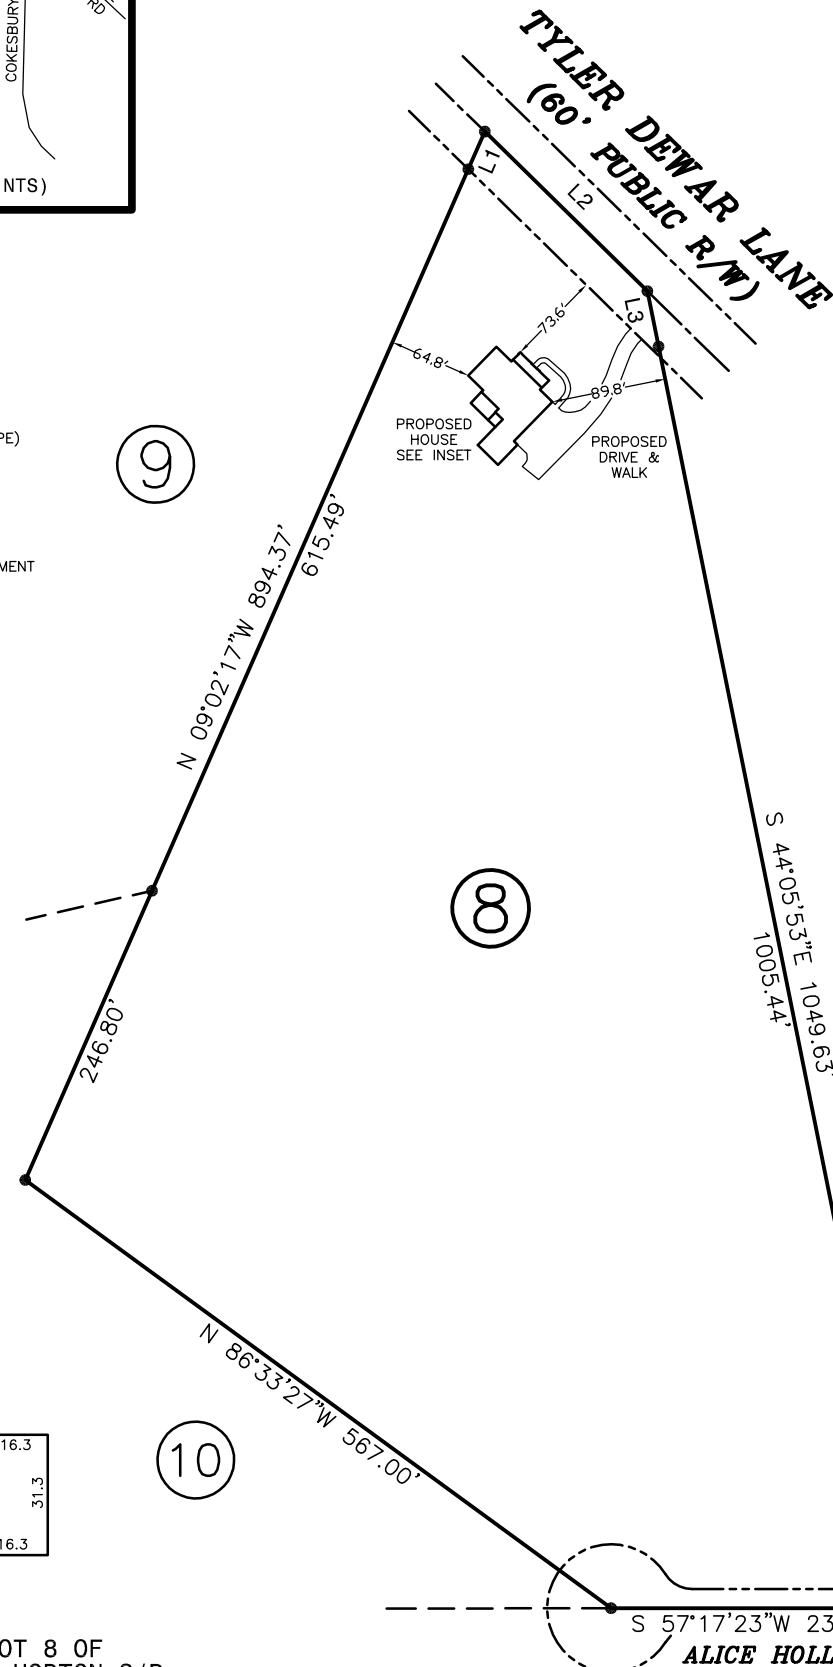 COKESBURY
RD
NTS)
TYLER DEWAR LANE
(60' PUBLIC R/W)
L1
L2
L3
73.6'
64.8'
89.8'
PROPOSED
HOUSE
SEE INSET
PROPOSED
DRIVE &
WALK
PE)
9
MENT
615.49'
N 09°02'17"W 894.37'
S 44°05'53"E 1049.63'
1005.44'
8
246.80'
N 86°33'27"W 567.00'
10
16.3
31.3
16.3
S 57°17'23"W 23
ALICE HOLL
OT 8 OF